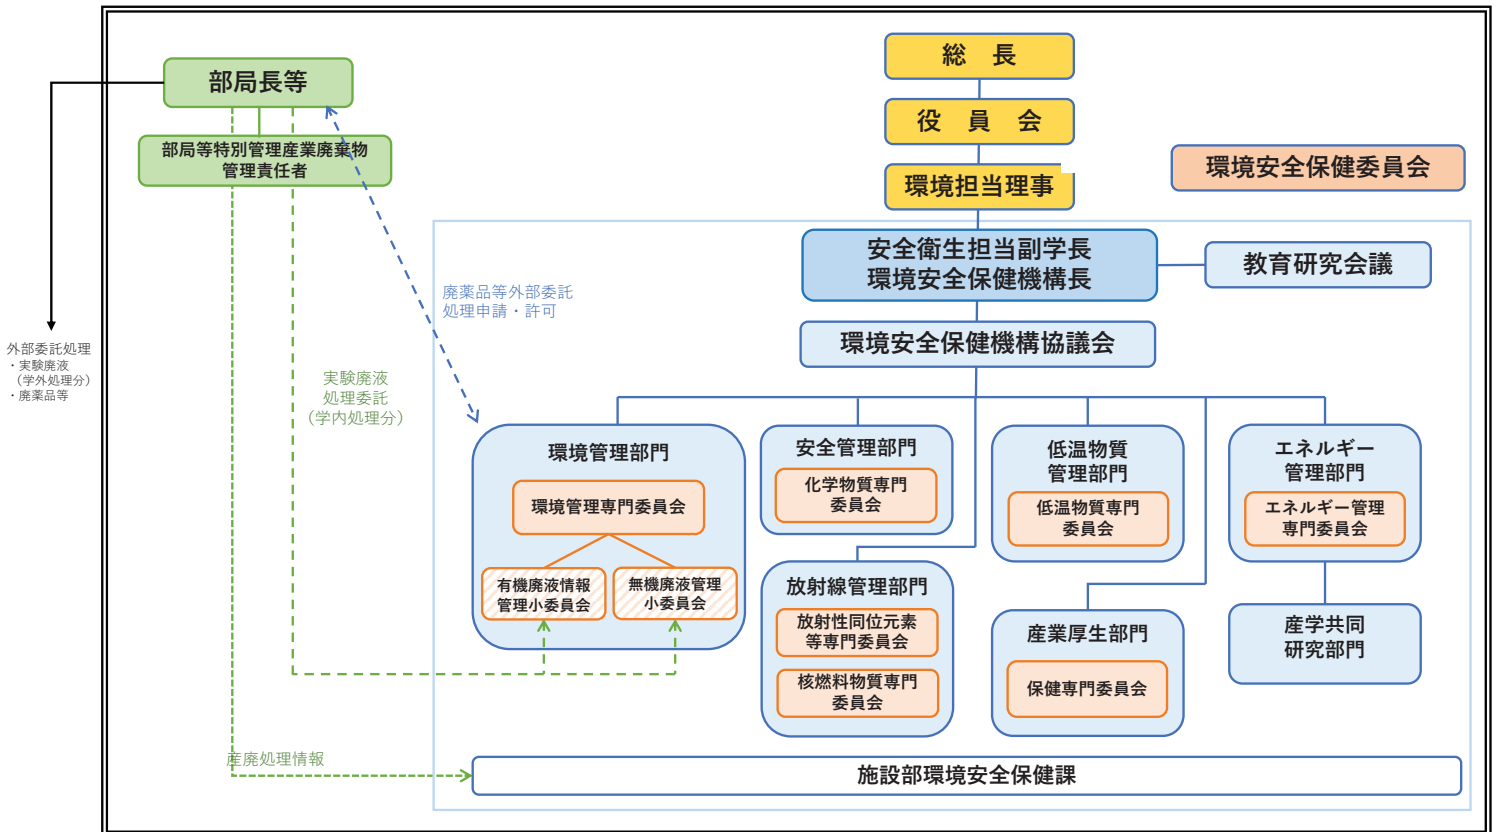 総　長
役　員　会
環境担当理事
環境安全保健委員会
部局長等
部局等特別管理産業廃棄物
管理責任者
安全衛生担当副学長
環境安全保健機構長
教育研究会議
環境安全保健機構協議会
廃薬品等外部委託
処理申請・許可
外部委託処理
・実験廃液
（学外処理分）
・廃薬品等
実験廃液
処理委託
（学内処理分）
環境管理部門
環境管理専門委員会
有機廃液情報
管理小委員会
無機廃液管理
小委員会
安全管理部門
化学物質専門
委員会
低温物質
管理部門
低温物質専門
委員会
エネルギー
管理部門
エネルギー管理
専門委員会
放射線管理部門
放射性同位元素
等専門委員会
核燃料物質専門
委員会
産業厚生部門
保健専門委員会
産学共同
研究部門
産廃処理情報
施設部環境安全保健課